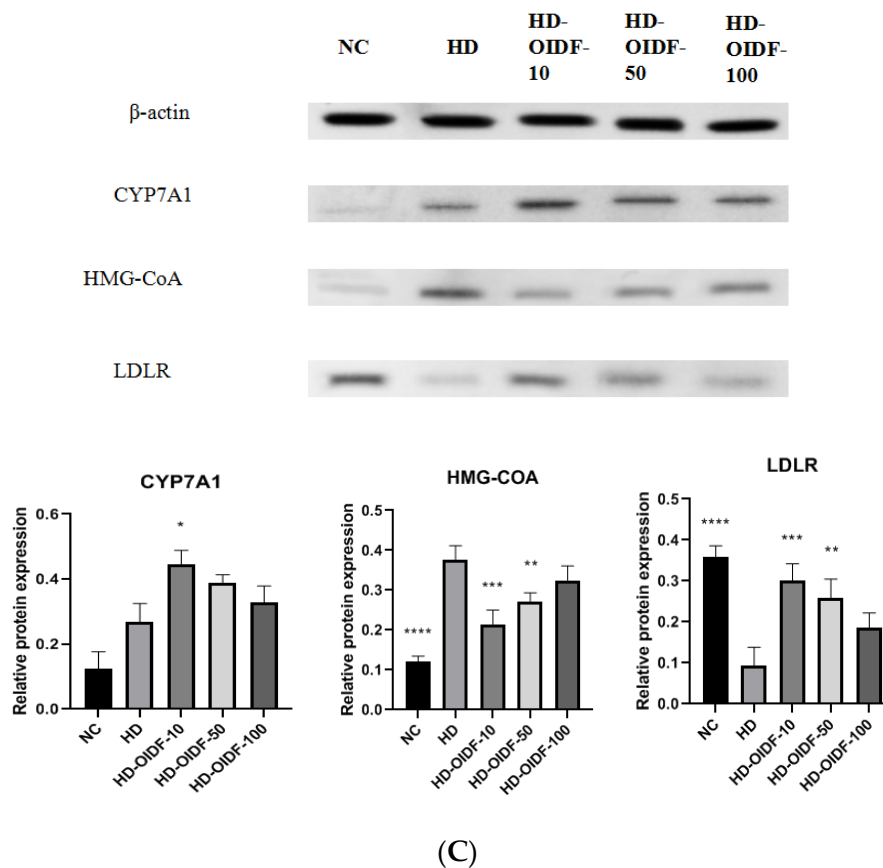 NC
HD
HD-
OIDF-
10
HD-
OIDF-
50
HD-
OIDF-
100
β-actin
CYP7A1
HMG-CoA
LDLR
CYP7A1
Relative protein expression
0.6
0.4
0.2
0.0
*
NC
HD
HD-OIDF-10
HD-OIDF-50
HD-OIDF-100
HMG-COA
Relative protein expression
0.5
0.4
0.3
0.2
0.1
0.0
****
***
**
NC
HD
HD-OIDF-10
HD-OIDF-50
HD-OIDF-100
LDLR
Relative protein expression
0.5
0.4
0.3
0.2
0.1
0.0
****
***
**
NC
HD
HD-OIDF-10
HD-OIDF-50
HD-OIDF-100
(C)